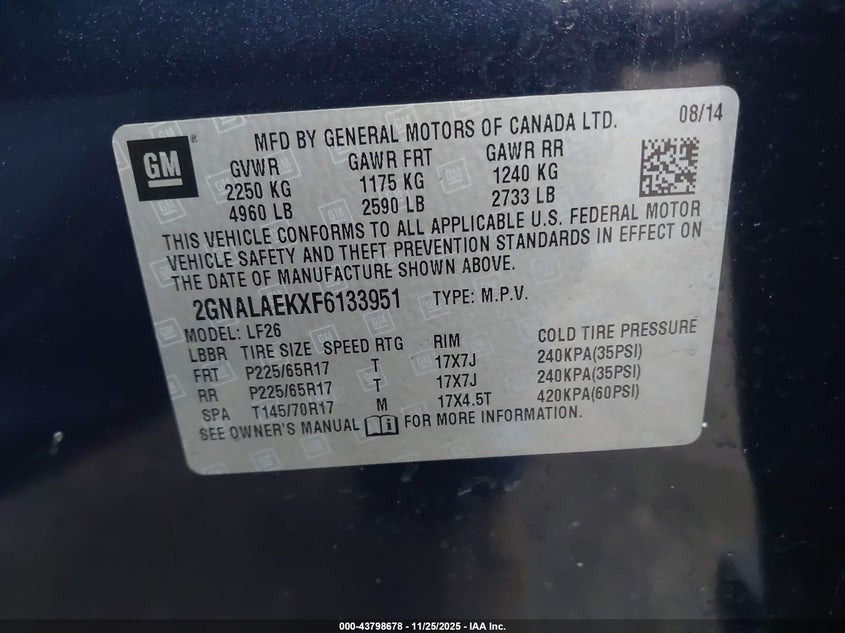 GM
MFD BY GENERAL MOTORS OF CANADA LTD.
08/14
GVWR GAWR FRT GAWR RR
2250 KG 1175 KG 1240 KG
4960 LB 2590 LB 2733 LB
THIS VEHICLE CONFORMS TO ALL APPLICABLE U.S. FEDERAL MOTOR
VEHICLE SAFETY AND THEFT PREVENTION STANDARDS IN EFFECT ON
THE DATE OF MANUFACTURE SHOWN ABOVE.
2GNALAEKXF6133951 TYPE: M.P.V.
MODEL: LF26
LBBR TIRE SIZE SPEED RTG RIM COLD TIRE PRESSURE
FRT P225/65R17 T 17X7J 240KPA(35PSI)
RR P225/65R17 T 17X7J 240KPA(35PSI)
SPA T145/70R17 M 17X4.5T 420KPA(60PSI)
SEE OWNER'S MANUAL FOR MORE INFORMATION.
000-43798678 - 11/25/2025 - IAA Inc.